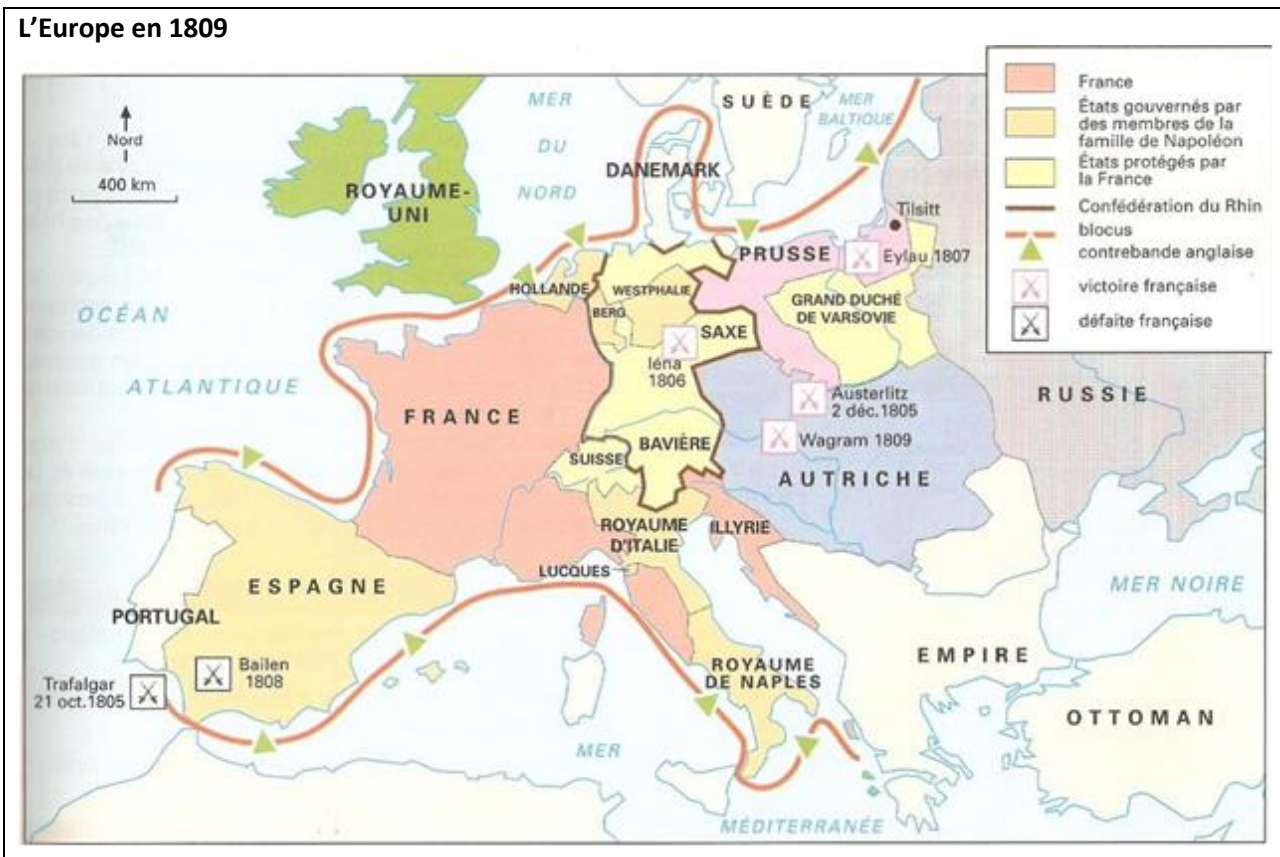 L’Europe en 1809
Nord
400 km
France
États gouvernés par
des membres de la
famille de Napoléon
États protégés par
la France
Confédération du Rhin
blocus
contrebande anglaise
victoire française
défaite française
MER
DU
NORD
SUÈDE
MER
BALTIQUE
DANEMARK
ROYAUME-
UNI
Tilsitt
PRUSSE
Eylau 1807
HOLLANDE
WESTPHALIE
BERG
GRAND DUCHÉ
DE VARSOVIE
SAXE
Iéna
1806
OCÉAN
ATLANTIQUE
FRANCE
RUSSIE
Austerlitz
2 déc.1805
Wagram 1809
BAVIÈRE
SUISSE
AUTRICHE
ROYAUME
D'ITALIE
ILLYRIE
LUCQUES
ESPAGNE
PORTUGAL
MER NOIRE
Bailen
1808
Trafalgar
21 oct.1805
ROYAUME
DE NAPLES
EMPIRE
OTTOMAN
MER
MÉDITERRANÉE